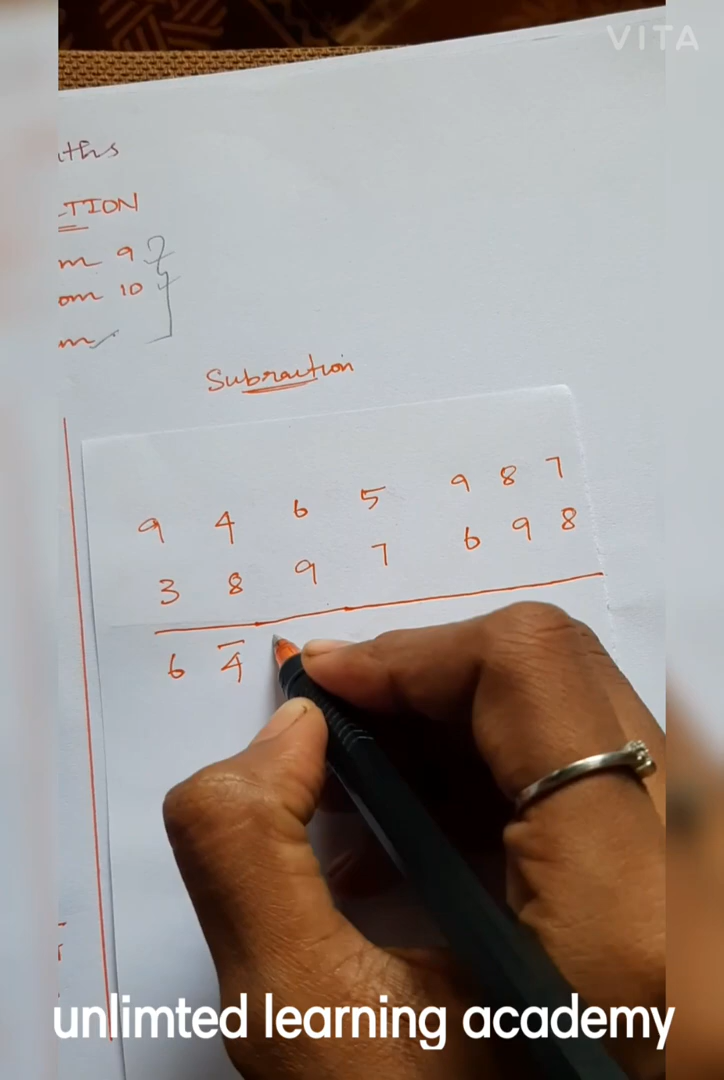 VITA
ths
TION
m 9
om 10
m
Subraction
9 4 6 5 9 8 7
3 8 9 7 6 9 8
6 4̅
unlimted learning academy